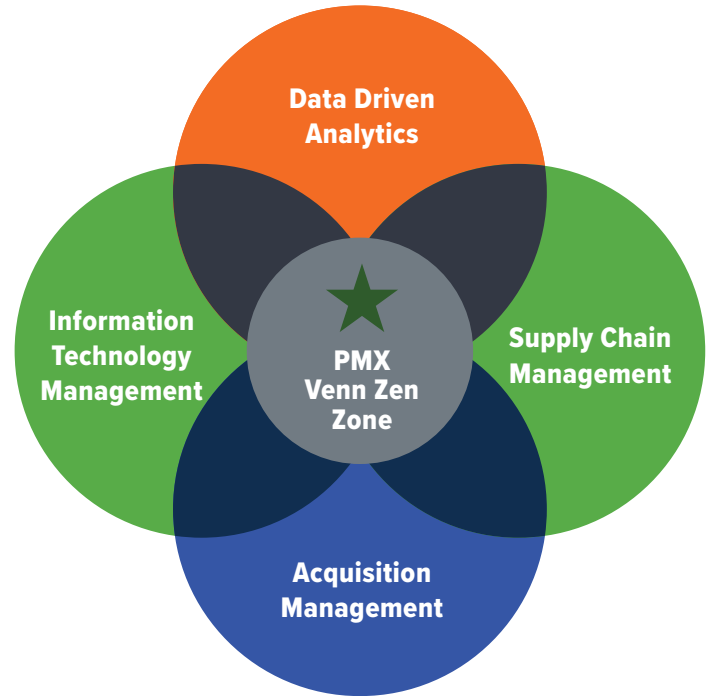 Data Driven
Analytics
Information
Technology
Management
PMX
Venn Zen
Zone
Supply Chain
Management
Acquisition
Management